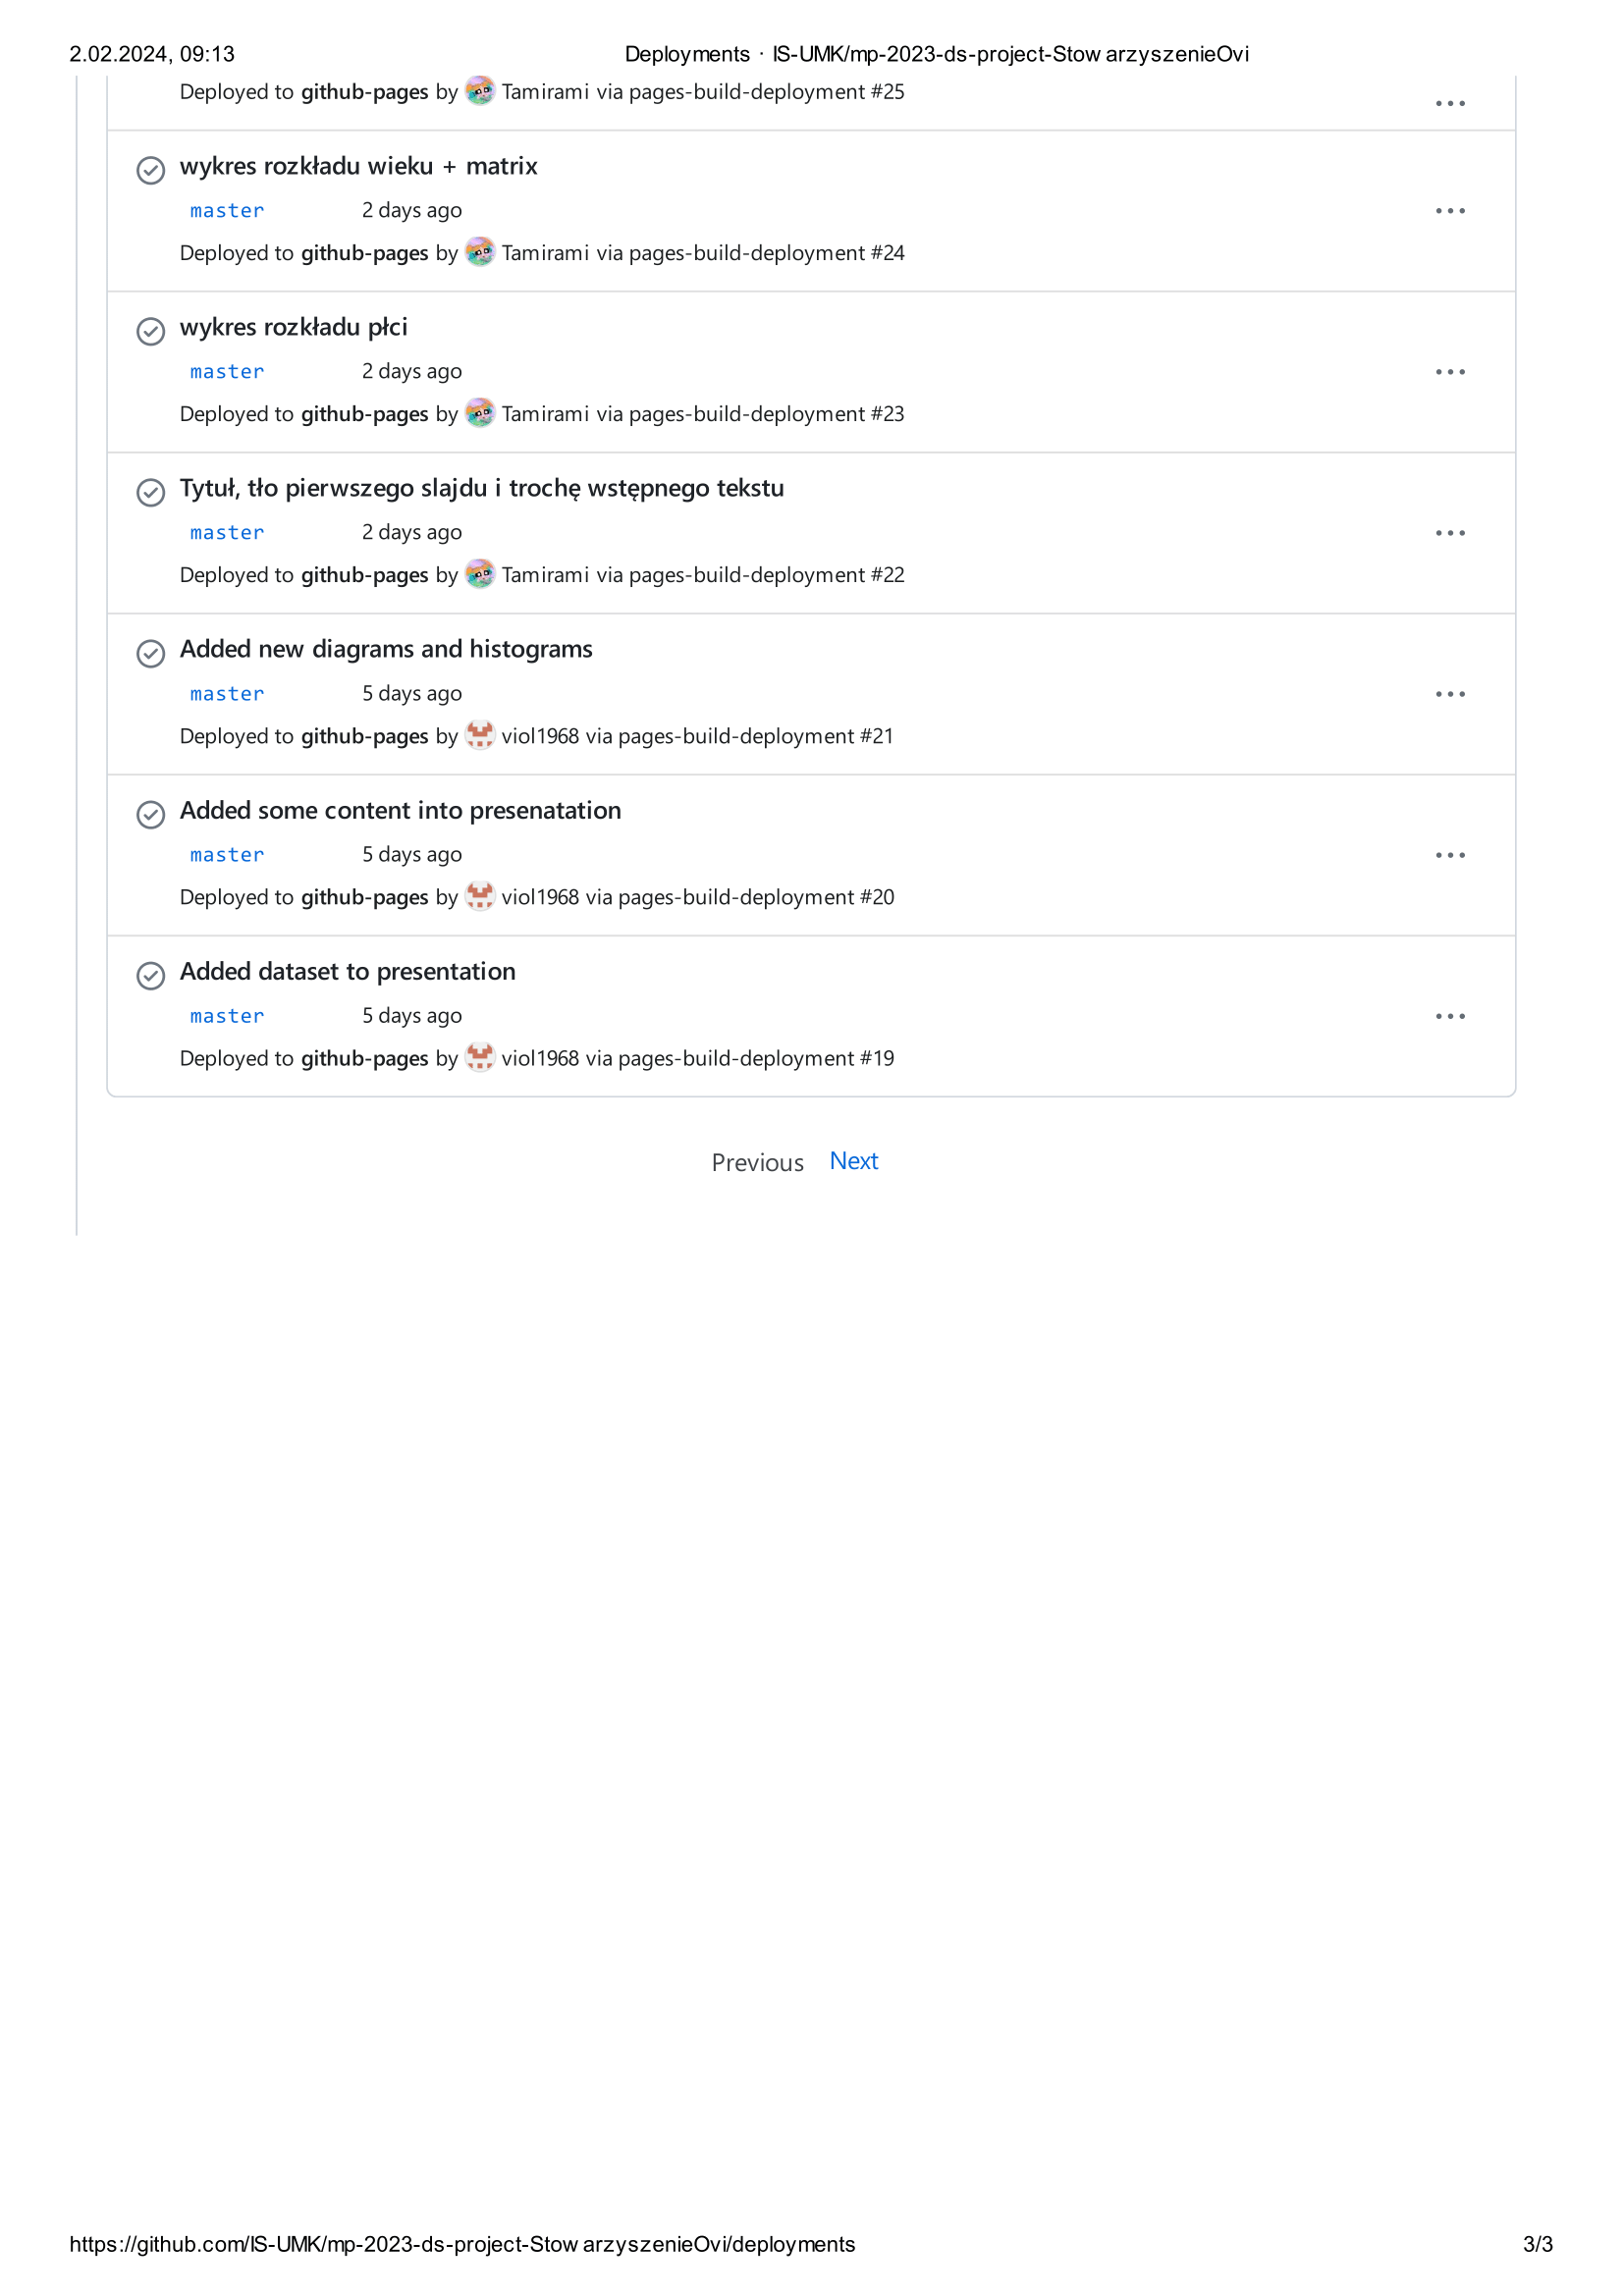 2.02.2024, 09:13
Deployments · IS-UMK/mp-2023-ds-project-Stow arzyszenieOvi
Deployed to github-pages by Tamirami via pages-build-deployment #25
wykres rozkładu wieku + matrix
master 2 days ago
Deployed to github-pages by Tamirami via pages-build-deployment #24
wykres rozkładu płci
master 2 days ago
Deployed to github-pages by Tamirami via pages-build-deployment #23
Tytuł, tło pierwszego slajdu i trochę wstępnego tekstu
master 2 days ago
Deployed to github-pages by Tamirami via pages-build-deployment #22
Added new diagrams and histograms
master 5 days ago
Deployed to github-pages by viol1968 via pages-build-deployment #21
Added some content into presenatation
master 5 days ago
Deployed to github-pages by viol1968 via pages-build-deployment #20
Added dataset to presentation
master 5 days ago
Deployed to github-pages by viol1968 via pages-build-deployment #19
Previous Next
https://github.com/IS-UMK/mp-2023-ds-project-Stow arzyszenieOvi/deployments
3/3